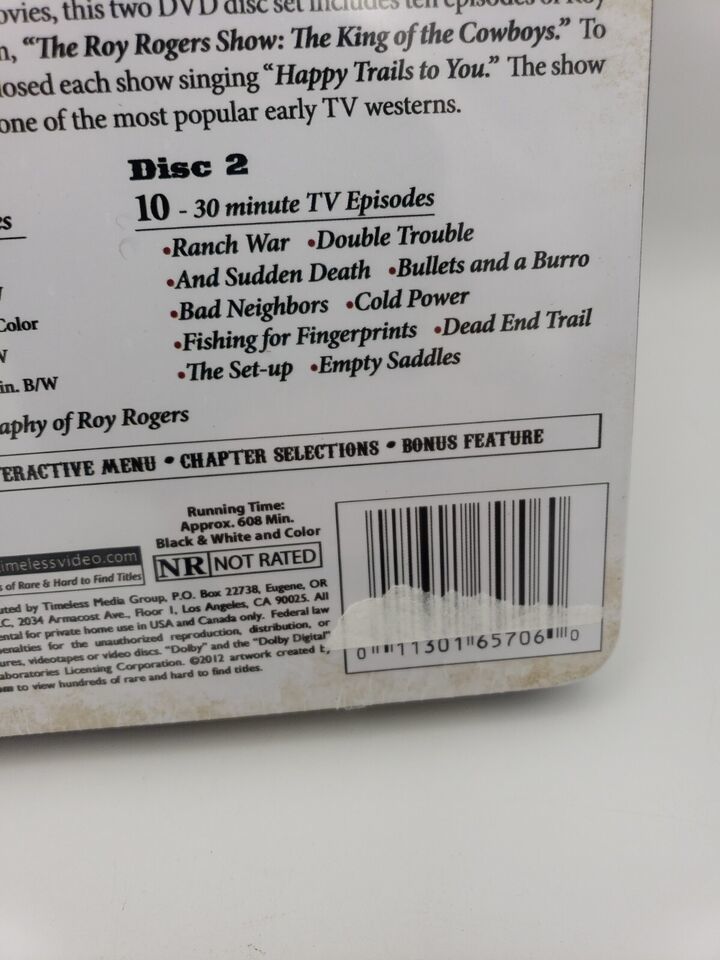 ovies, this two DVD disc set includes ten episodes of Roy
n, “The Roy Rogers Show: The King of the Cowboys.” To
losed each show singing “Happy Trails to You.” The show
one of the most popular early TV westerns.
Disc 2
10 - 30 minute TV Episodes
es
•Ranch War •Double Trouble
•And Sudden Death •Bullets and a Burro
•Bad Neighbors •Cold Power
Color
•Fishing for Fingerprints •Dead End Trail
•The Set-up •Empty Saddles
in. B/W
aphy of Roy Rogers
ERACTIVE MENU • CHAPTER SELECTIONS • BONUS FEATURE
Running Time:
Approx. 608 Min.
Black & White and Color
NR NOT RATED
imelessvideo.com
s of Rare & Hard to Find Titles
uted by Timeless Media Group, P.O. Box 22738, Eugene, OR
C, 2034 Armacost Ave., Floor 1, Los Angeles, CA 90025. All
ental for private home use in USA and Canada only. Federal law
enalties for the unauthorized reproduction, distribution, or
ures, videotapes or video discs. “Dolby” and the “Dolby Digital”
aboratories Licensing Corporation. ©2012 artwork created
om to view hundreds of rare and hard to find titles.
0 11301 65706 0